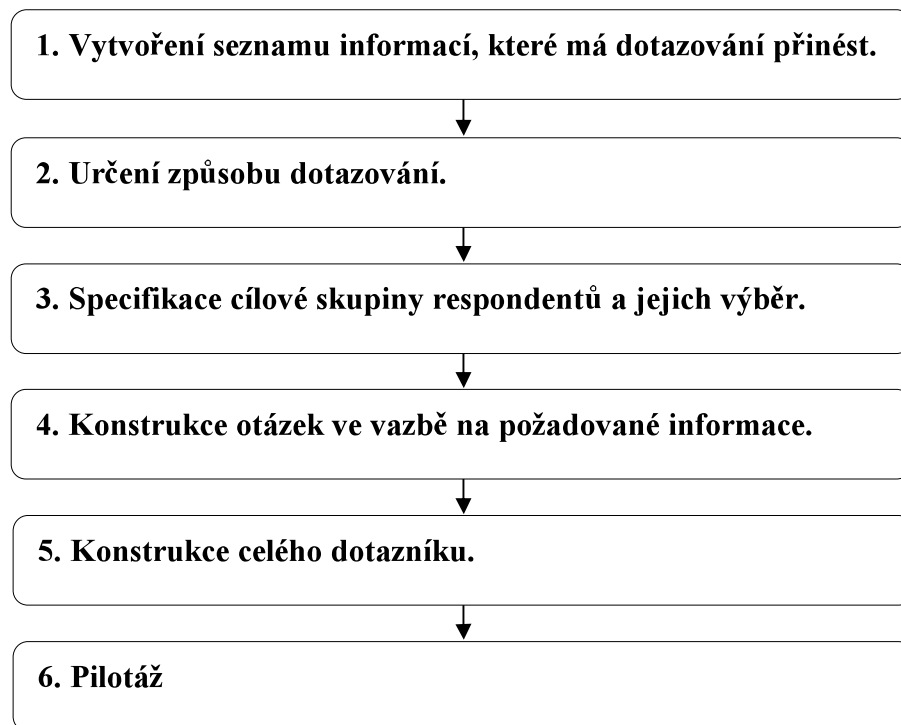 1. Vytvoření seznamu informací, které má dotazování přinést.
2. Určení způsobu dotazování.
3. Specifikace cílové skupiny respondentů a jejich výběr.
4. Konstrukce otázek ve vazbě na požadované informace.
5. Konstrukce celého dotazníku.
6. Pilotáž